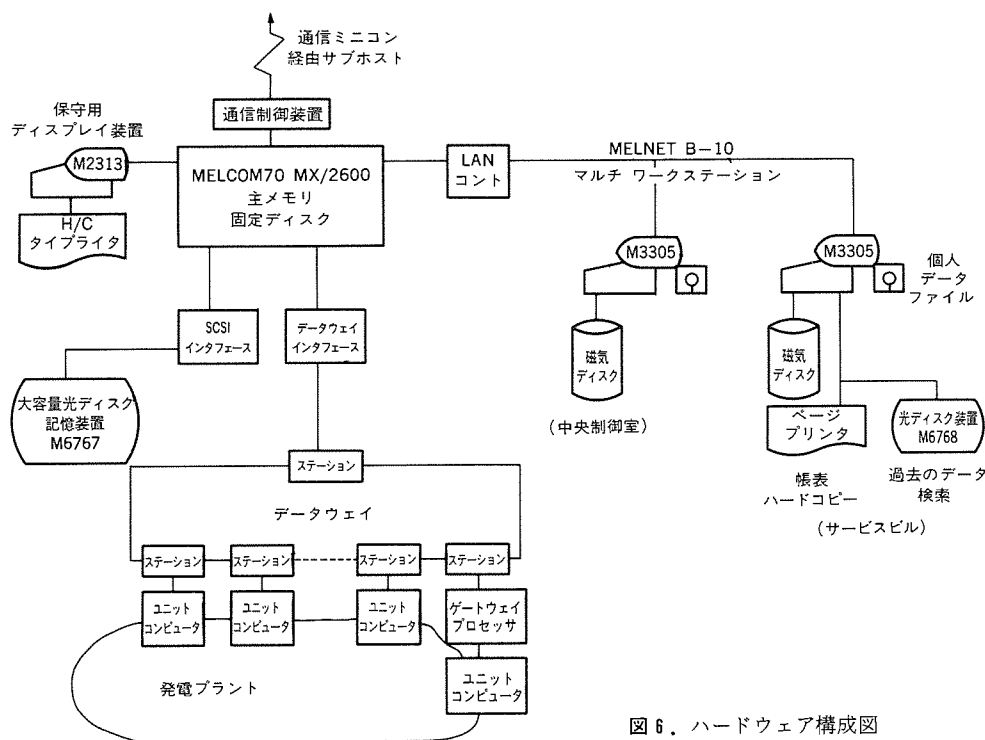 通信ミニコン
経由サブホスト
通信制御装置
保守用
ディスプレイ装置
M2313
H/C
タイプライタ
MELCOM70 MX/2600
主メモリ
固定ディスク
LAN
コント
MELNET B-10
マルチ ワークステーション
M3305
磁気
ディスク
(中央制御室)
M3305
個人
データ
ファイル
磁気
ディスク
ページ
プリンタ
光ディスク装置
M6768
帳表
ハードコピー
過去のデータ
検索
(サービスビル)
SCSI
インタフェース
データウェイ
インタフェース
大容量光ディスク
記憶装置
M6767
ステーション
データウェイ
ステーション
ステーション
ステーション
ステーション
ユニット
コンピュータ
ユニット
コンピュータ
ユニット
コンピュータ
ゲートウェイ
プロセッサ
ユニット
コンピュータ
発電プラント
図6. ハードウェア構成図